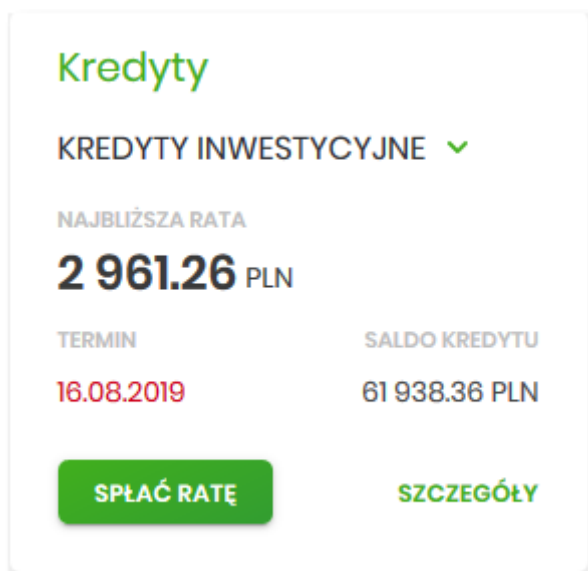 Kredyty
KREDYTY INWESTYCYJNE
NAJBLIŻSZA RATA
2 961.26 PLN
TERMIN SALDO KREDYTU
16.08.2019 61 938.36 PLN
SPŁAĆ RATĘ SZCZEGÓŁY